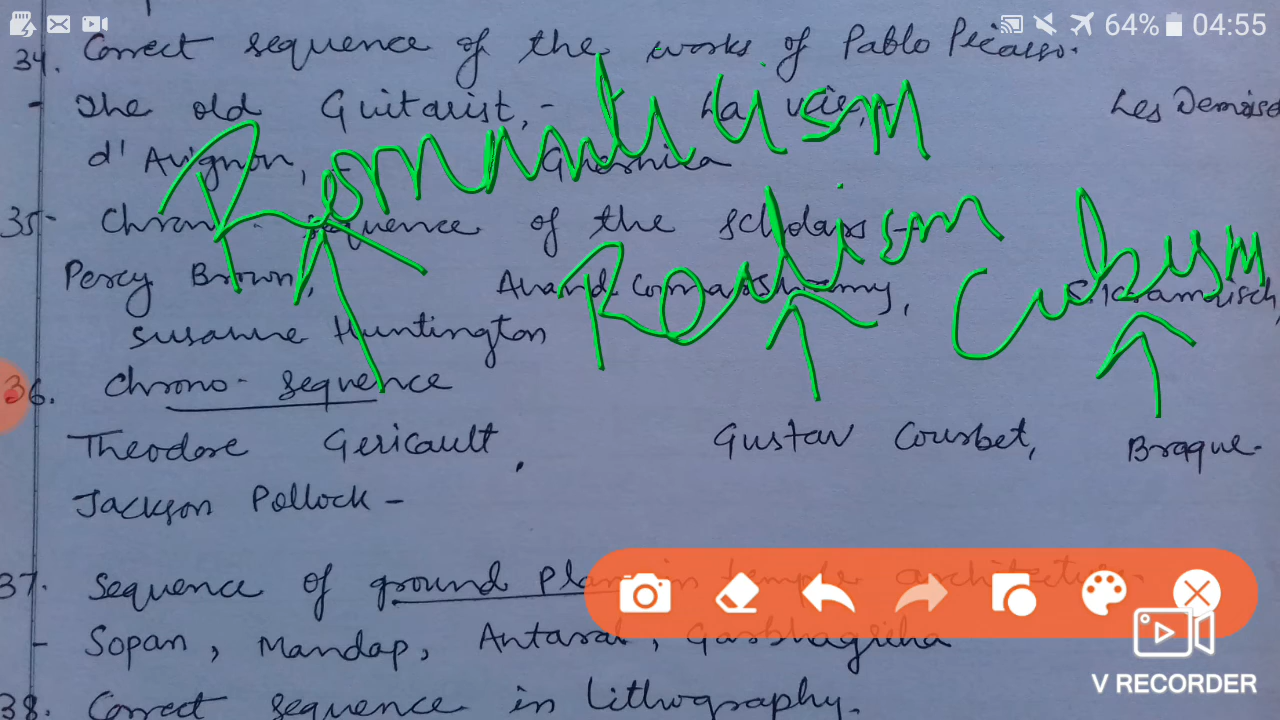 64% 04:55
34. Correct sequence of the works of Pablo Picasso.
- The old Guitarist, - La vie, Les Demoise
d' Avignon, - Guernica
Romanticism
35- Chrono. sequence of the scholars -
Realism
Cubism
Percy Brown, Anand Comarswamy, S. Kramrisch,
Susanne Huntington
36. Chrono- sequence
Theodore Gericault, Gustav Courbet, Braque-
Jackson Pollock -
37. Sequence of ground plan in temple architecture.
- Sopan, Mandap, Antaral, Garbhagriha
V RECORDER
38. Correct sequence in lithography.